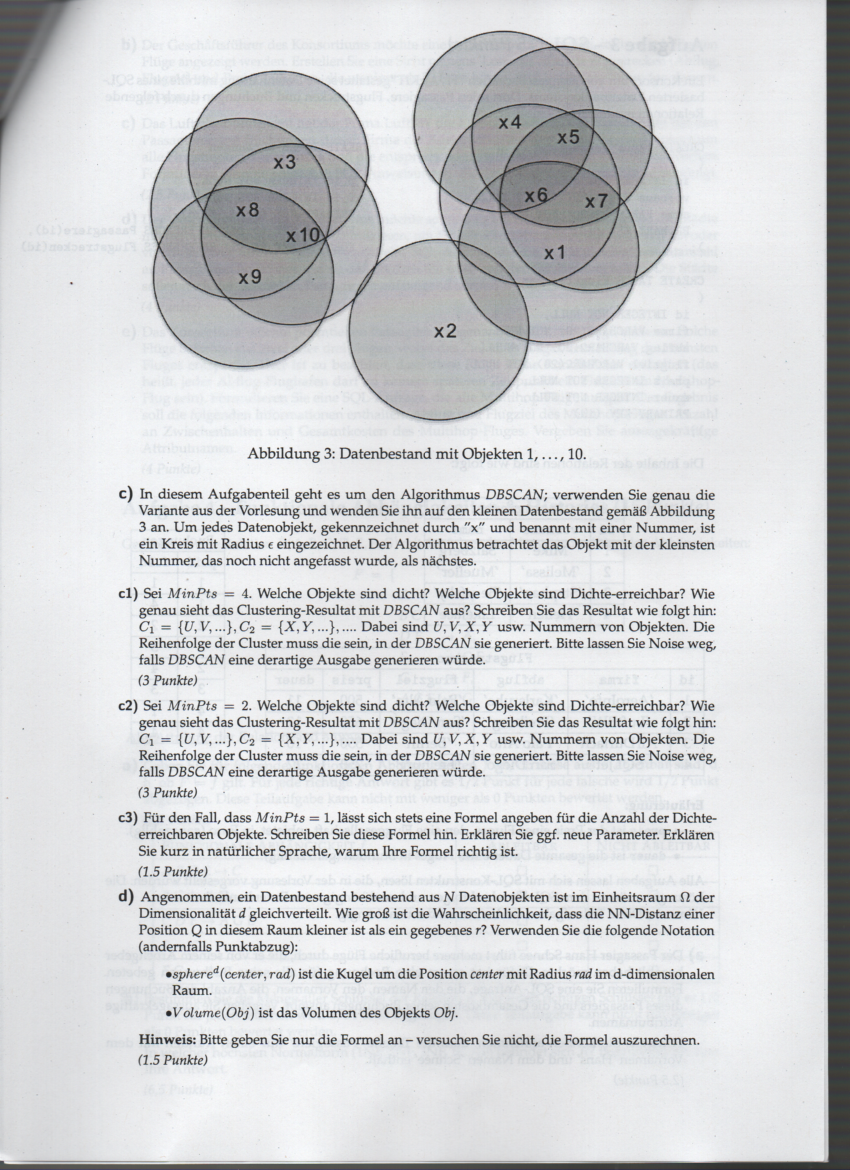 x4
x5
x3
x6
x7
x8
x10
x1
x9
x2
Abbildung 3: Datenbestand mit Objekten 1, . . . , 10.
c) In diesem Aufgabenteil geht es um den Algorithmus DBSCAN; verwenden Sie genau die
Variante aus der Vorlesung und wenden Sie ihn auf den kleinen Datenbestand gemäß Abbildung
3 an. Um jedes Datenobjekt, gekennzeichnet durch "x" und benannt mit einer Nummer, ist
ein Kreis mit Radius ϵ eingezeichnet. Der Algorithmus betrachtet das Objekt mit der kleinsten
Nummer, das noch nicht angefasst wurde, als nächstes.
c1) Sei MinPts = 4. Welche Objekte sind dicht? Welche Objekte sind Dichte-erreichbar? Wie
genau sieht das Clustering-Resultat mit DBSCAN aus? Schreiben Sie das Resultat wie folgt hin:
C₁ = {U, V, ...}, C₂ = {X, Y, ...}, .... Dabei sind U, V, X, Y usw. Nummern von Objekten. Die
Reihenfolge der Cluster muss die sein, in der DBSCAN sie generiert. Bitte lassen Sie Noise weg,
falls DBSCAN eine derartige Ausgabe generieren würde.
(3 Punkte)
c2) Sei MinPts = 2. Welche Objekte sind dicht? Welche Objekte sind Dichte-erreichbar? Wie
genau sieht das Clustering-Resultat mit DBSCAN aus? Schreiben Sie das Resultat wie folgt hin:
C₁ = {U, V, ...}, C₂ = {X, Y, ...}, .... Dabei sind U, V, X, Y usw. Nummern von Objekten. Die
Reihenfolge der Cluster muss die sein, in der DBSCAN sie generiert. Bitte lassen Sie Noise weg,
falls DBSCAN eine derartige Ausgabe generieren würde.
(3 Punkte)
c3) Für den Fall, dass MinPts = 1, lässt sich stets eine Formel angeben für die Anzahl der Dichte-
erreichbaren Objekte. Schreiben Sie diese Formel hin. Erklären Sie ggf. neue Parameter. Erklären
Sie kurz in natürlicher Sprache, warum Ihre Formel richtig ist.
(1.5 Punkte)
d) Angenommen, ein Datenbestand bestehend aus N Datenobjekten ist im Einheitsraum Ω der
Dimensionalität d gleichverteilt. Wie groß ist die Wahrscheinlichkeit, dass die NN-Distanz einer
Position Q in diesem Raum kleiner ist als ein gegebenes r? Verwenden Sie die folgende Notation
(andernfalls Punktabzug):
•sphereᵈ(center, rad) ist die Kugel um die Position center mit Radius rad im d-dimensionalen
Raum.
•Volume(Obj) ist das Volumen des Objekts Obj.
Hinweis: Bitte geben Sie nur die Formel an – versuchen Sie nicht, die Formel auszurechnen.
(1.5 Punkte)